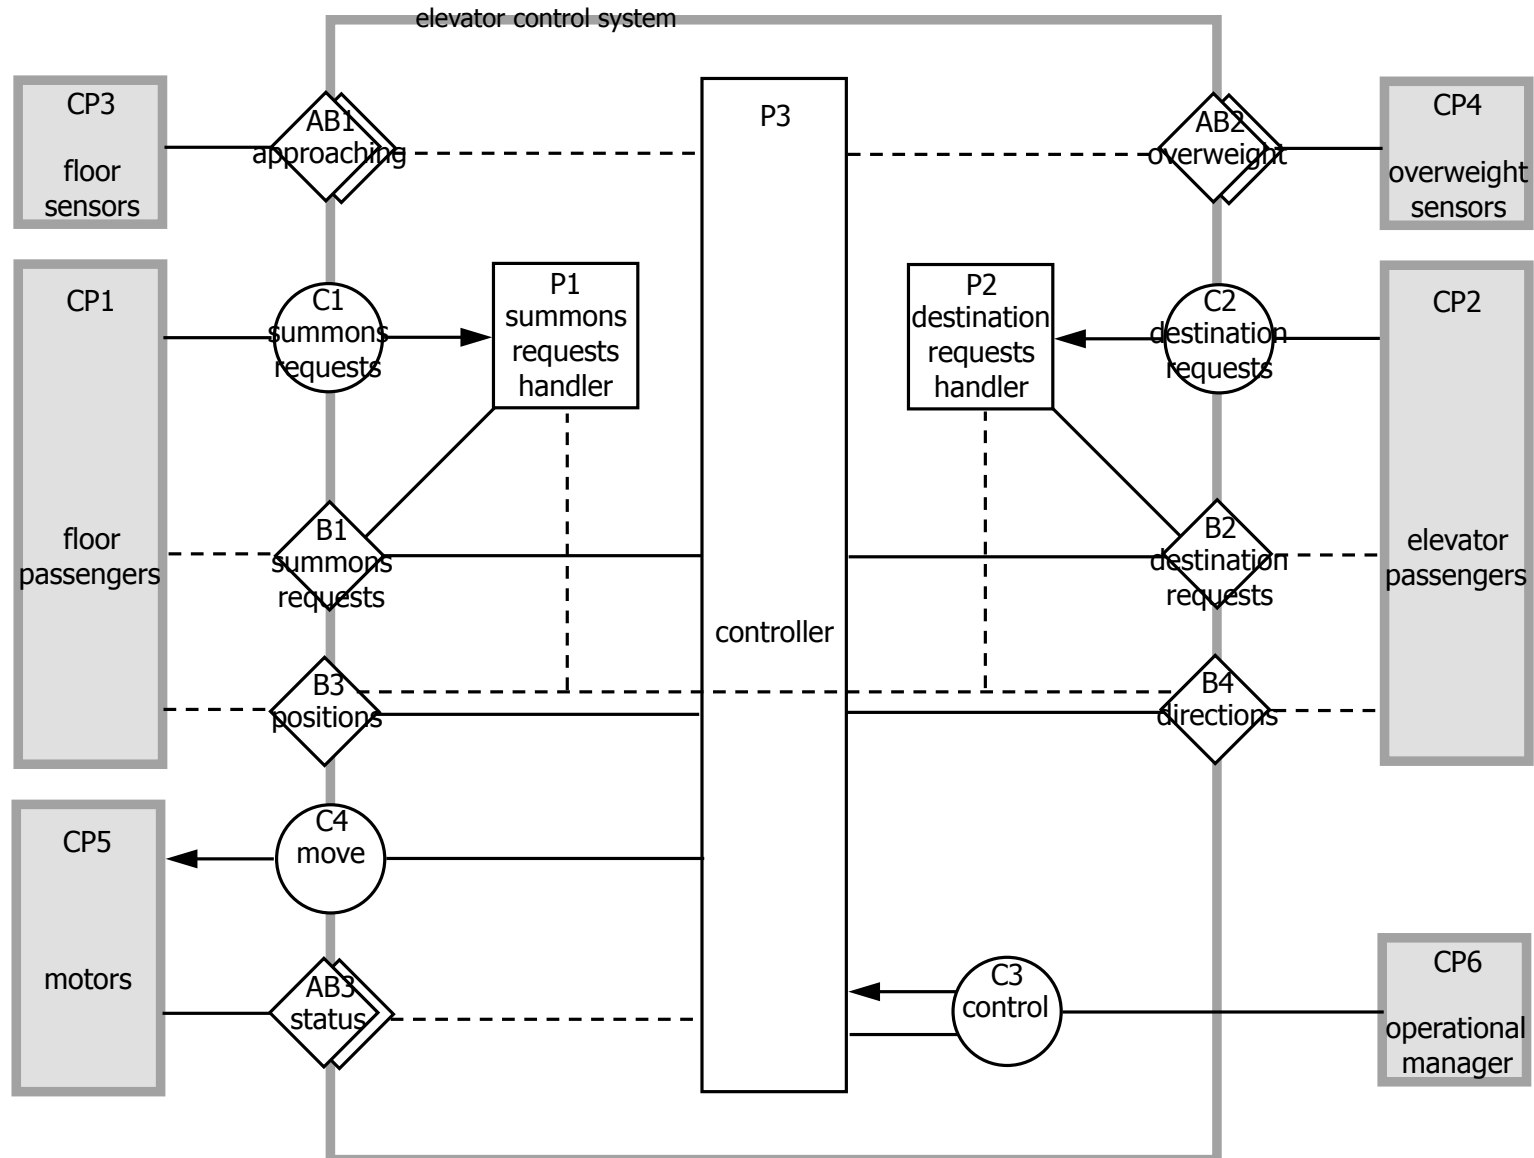 elevator control system
CP3
floor
sensors
AB1
approaching
P3
controller
AB2
overweight
CP4
overweight
sensors
CP1
floor
passengers
C1
summons
requests
P1
summons
requests
handler
P2
destination
requests
handler
C2
destination
requests
CP2
elevator
passengers
B1
summons
requests
B2
destination
requests
B3
positions
B4
directions
CP5
motors
C4
move
AB3
status
C3
control
CP6
operational
manager